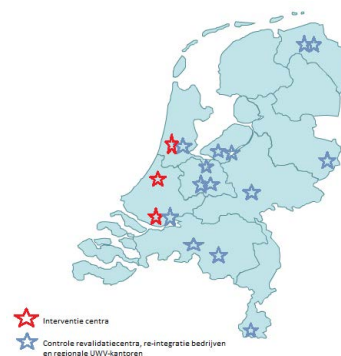 Interventie centra
Controle revalidatiecentra, re-integratie bedrijven
en regionale UWV-kantoren